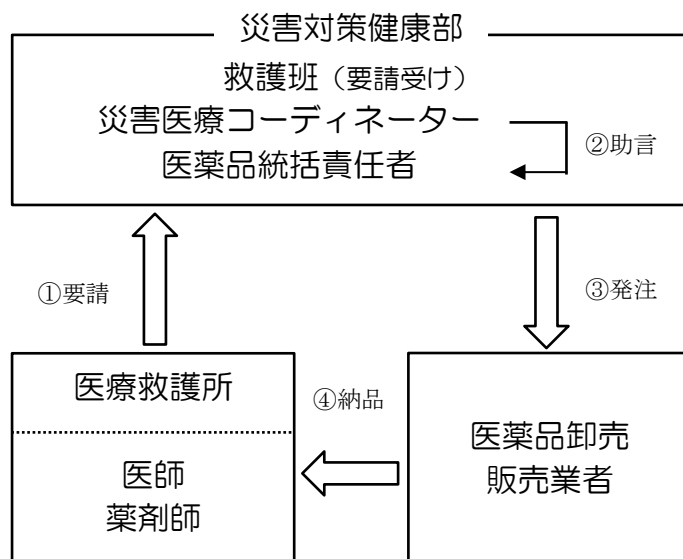 災害対策健康部
救護班（要請受け）
災害医療コーディネーター
医薬品統括責任者
②助言
①要請
③発注
医療救護所
医師
薬剤師
④納品
医薬品卸売
販売業者